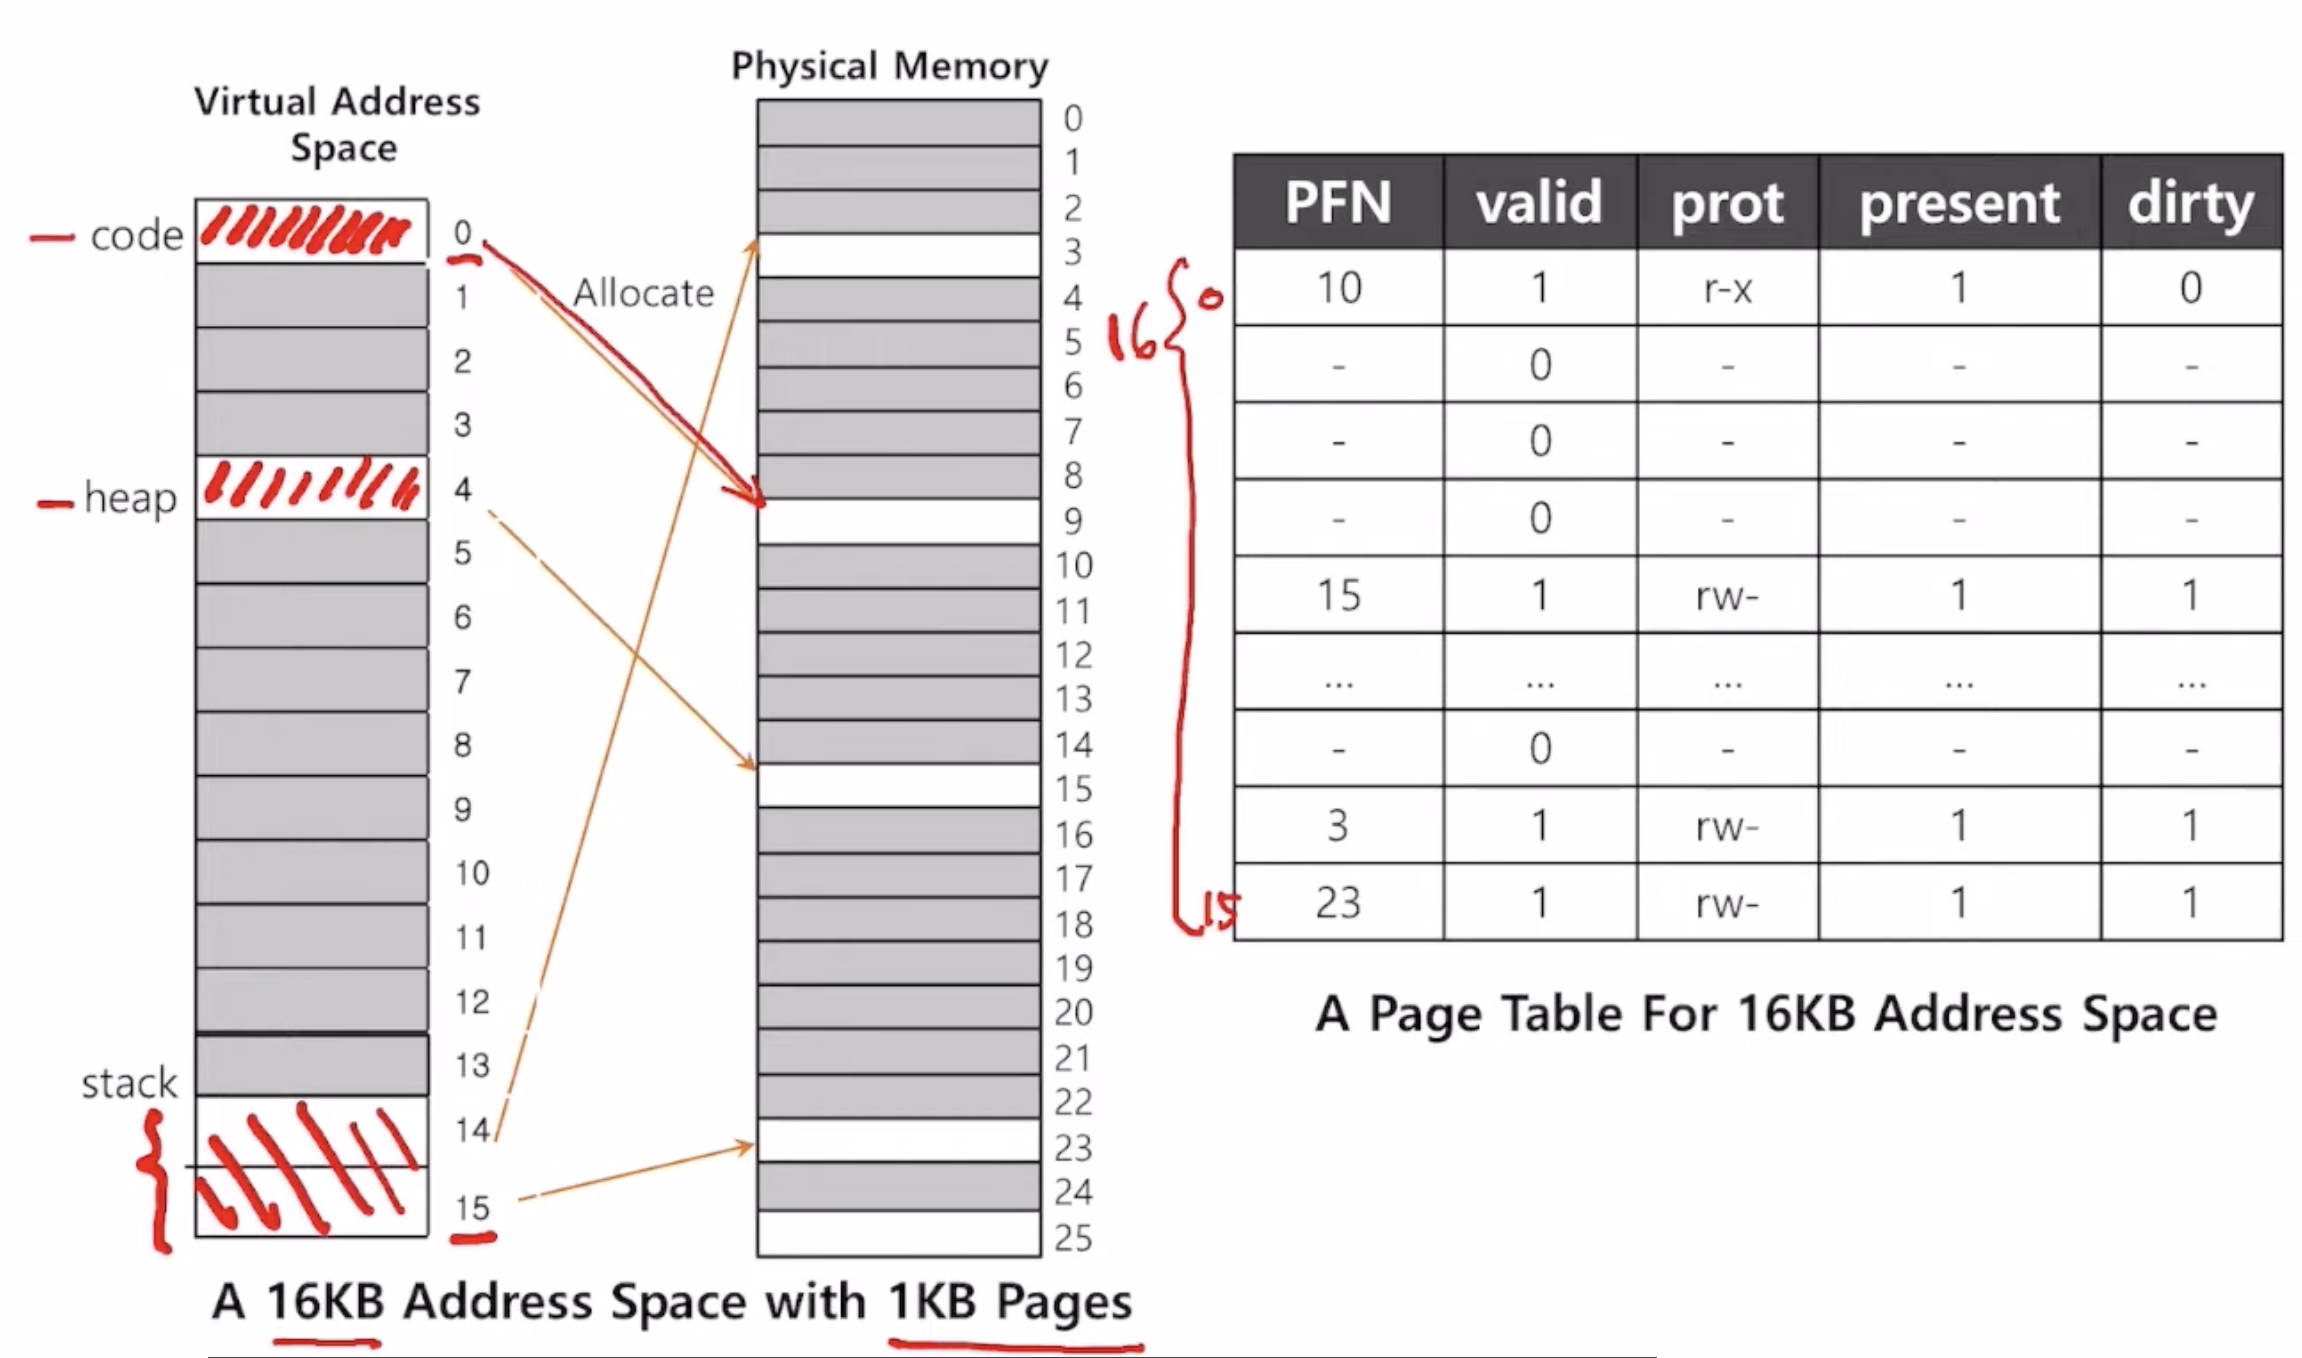 Virtual Address
Space
code
heap
stack
0
1
2
3
4
5
6
7
8
9
10
11
12
13
14
15
Allocate
Physical Memory
0
1
2
3
4
5
6
7
8
9
10
11
12
13
14
15
16
17
18
19
20
21
22
23
24
25
A 16KB Address Space with 1KB Pages
16
0
15
PFN valid prot present dirty
10 1 r-x 1 0
- 0 - - -
- 0 - - -
- 0 - - -
15 1 rw- 1 1
... ... ... ... ...
- 0 - - -
3 1 rw- 1 1
23 1 rw- 1 1
A Page Table For 16KB Address Space